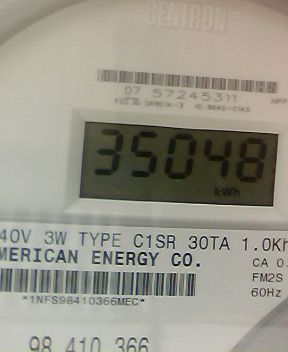 CENTRON®
07 57245311
35048
kWh
40V 3W TYPE C1SR 30TA 1.0Kh
MERICAN ENERGY CO.
CA 0.
FM2S
*1NFS98410366MEC*
60Hz
98 410 366